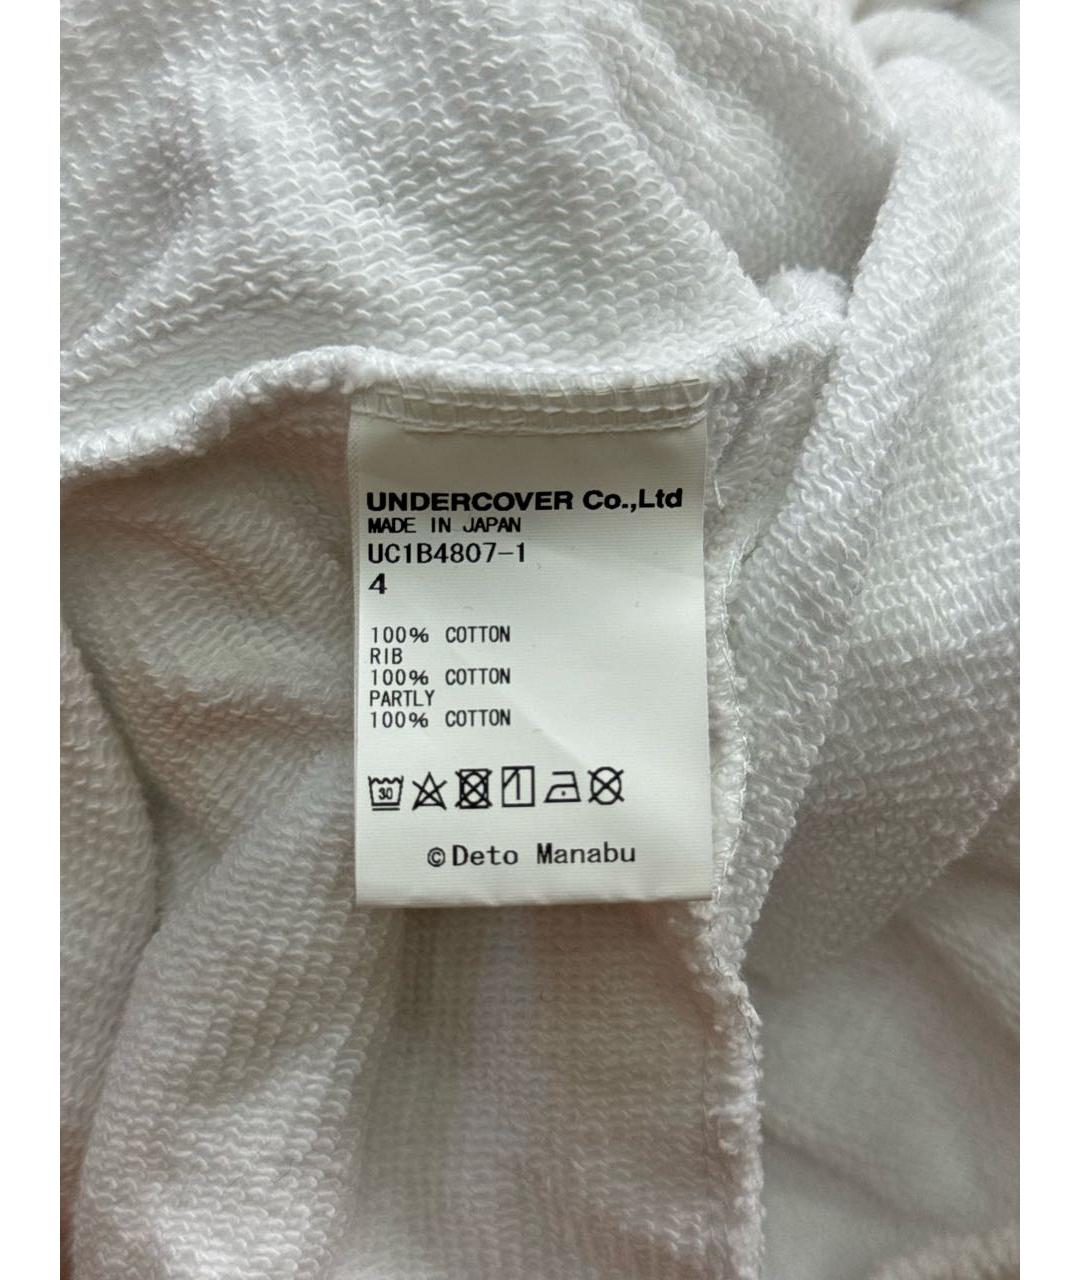 UNDERCOVER Co.,Ltd
MADE IN JAPAN
UC1B4807-1
4
100% COTTON
RIB
100% COTTON
PARTLY
100% COTTON
30
©Deto Manabu